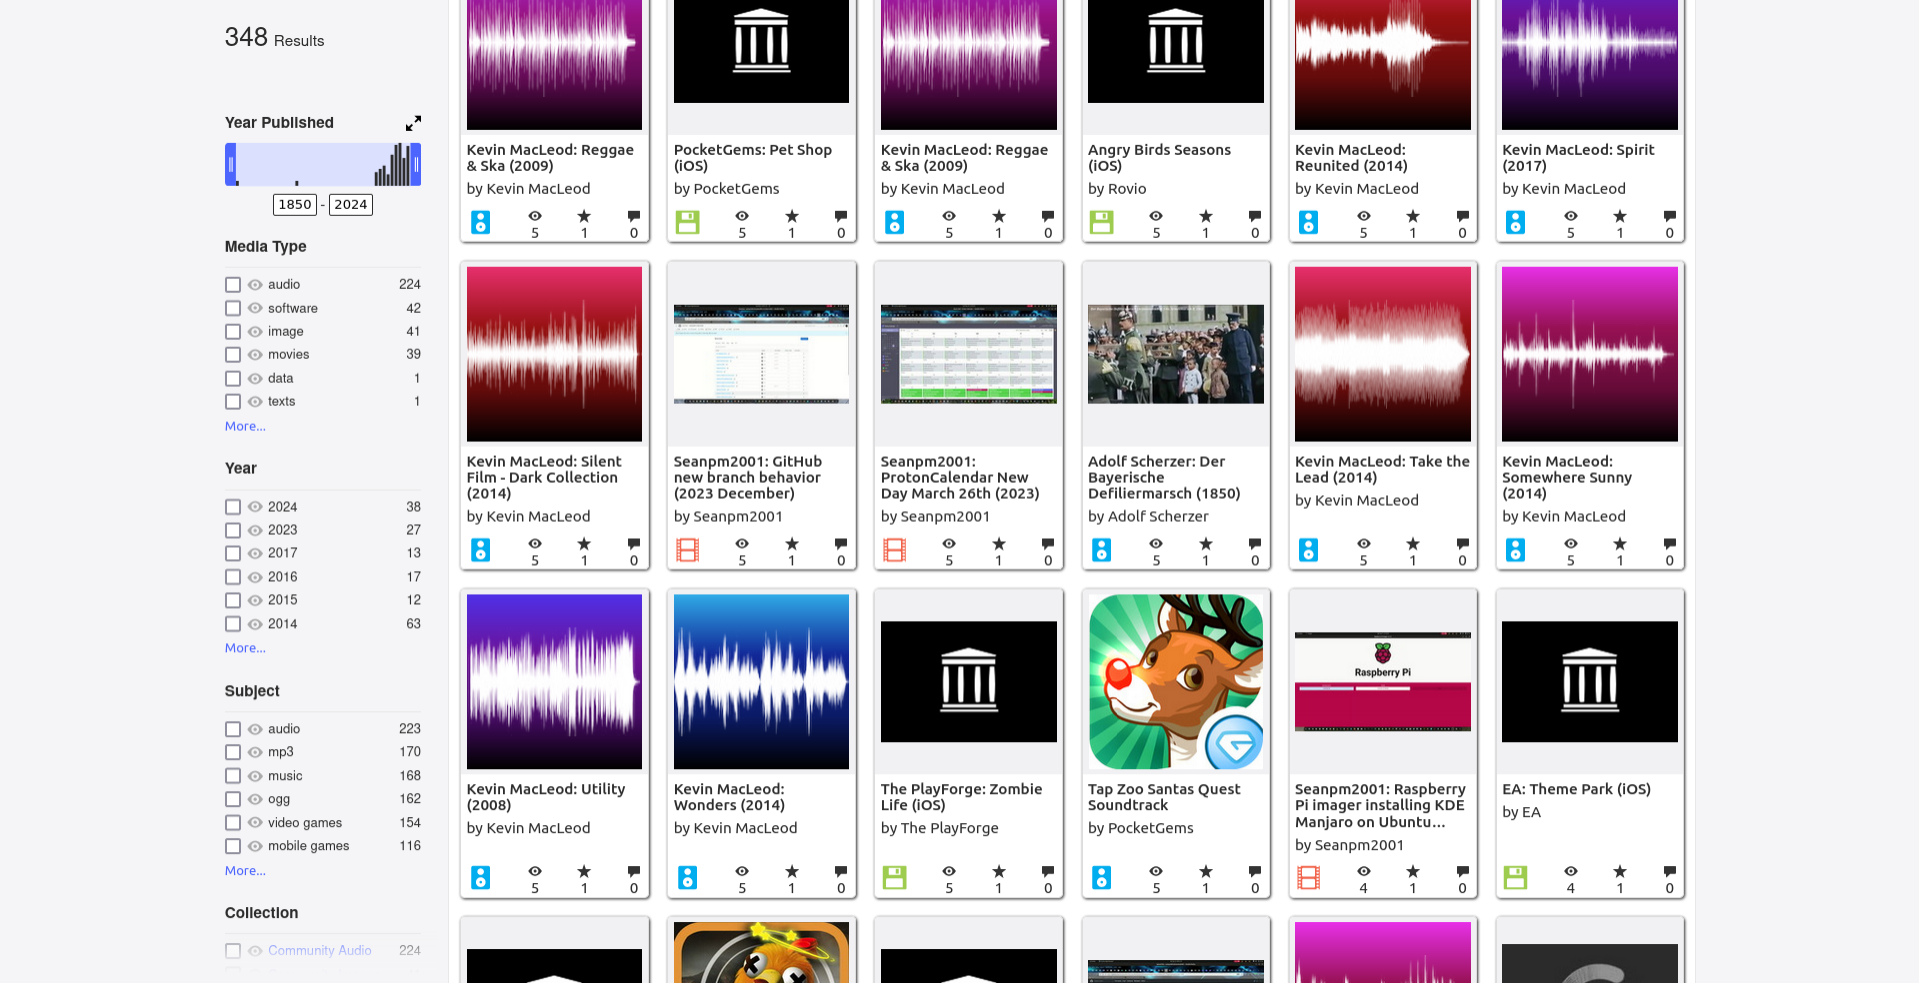 348 Results
Year Published
1850 - 2024
Media Type
audio 224
software 42
image 41
movies 39
data 1
texts 1
More...
Year
2024 38
2023 27
2017 13
2016 17
2015 12
2014 63
More...
Subject
audio 223
mp3 170
music 168
ogg 162
video games 154
mobile games 116
More...
Collection
Community Audio 224
Kevin MacLeod: Reggae
& Ska (2009)
by Kevin MacLeod
5 1 0
PocketGems: Pet Shop
(iOS)
by PocketGems
5 1 0
Kevin MacLeod: Reggae
& Ska (2009)
by Kevin MacLeod
5 1 0
Angry Birds Seasons
(iOS)
by Rovio
5 1 0
Kevin MacLeod:
Reunited (2014)
by Kevin MacLeod
5 1 0
Kevin MacLeod: Spirit
(2017)
by Kevin MacLeod
5 1 0
Kevin MacLeod: Silent
Film - Dark Collection
(2014)
by Kevin MacLeod
5 1 0
Seanpm2001: GitHub
new branch behavior
(2023 December)
by Seanpm2001
5 1 0
Seanpm2001:
ProtonCalendar New
Day March 26th (2023)
by Seanpm2001
5 1 0
Adolf Scherzer: Der
Bayerische
Defiliermarsch (1850)
by Adolf Scherzer
5 1 0
Kevin MacLeod: Take the
Lead (2014)
by Kevin MacLeod
5 1 0
Kevin MacLeod:
Somewhere Sunny
(2014)
by Kevin MacLeod
5 1 0
Kevin MacLeod: Utility
(2008)
by Kevin MacLeod
5 1 0
Kevin MacLeod:
Wonders (2014)
by Kevin MacLeod
5 1 0
The PlayForge: Zombie
Life (iOS)
by The PlayForge
5 1 0
Tap Zoo Santas Quest
Soundtrack
by PocketGems
5 1 0
Raspberry Pi
Seanpm2001: Raspberry
Pi imager installing KDE
Manjaro on Ubuntu...
by Seanpm2001
4 1 0
EA: Theme Park (iOS)
by EA
4 1 0